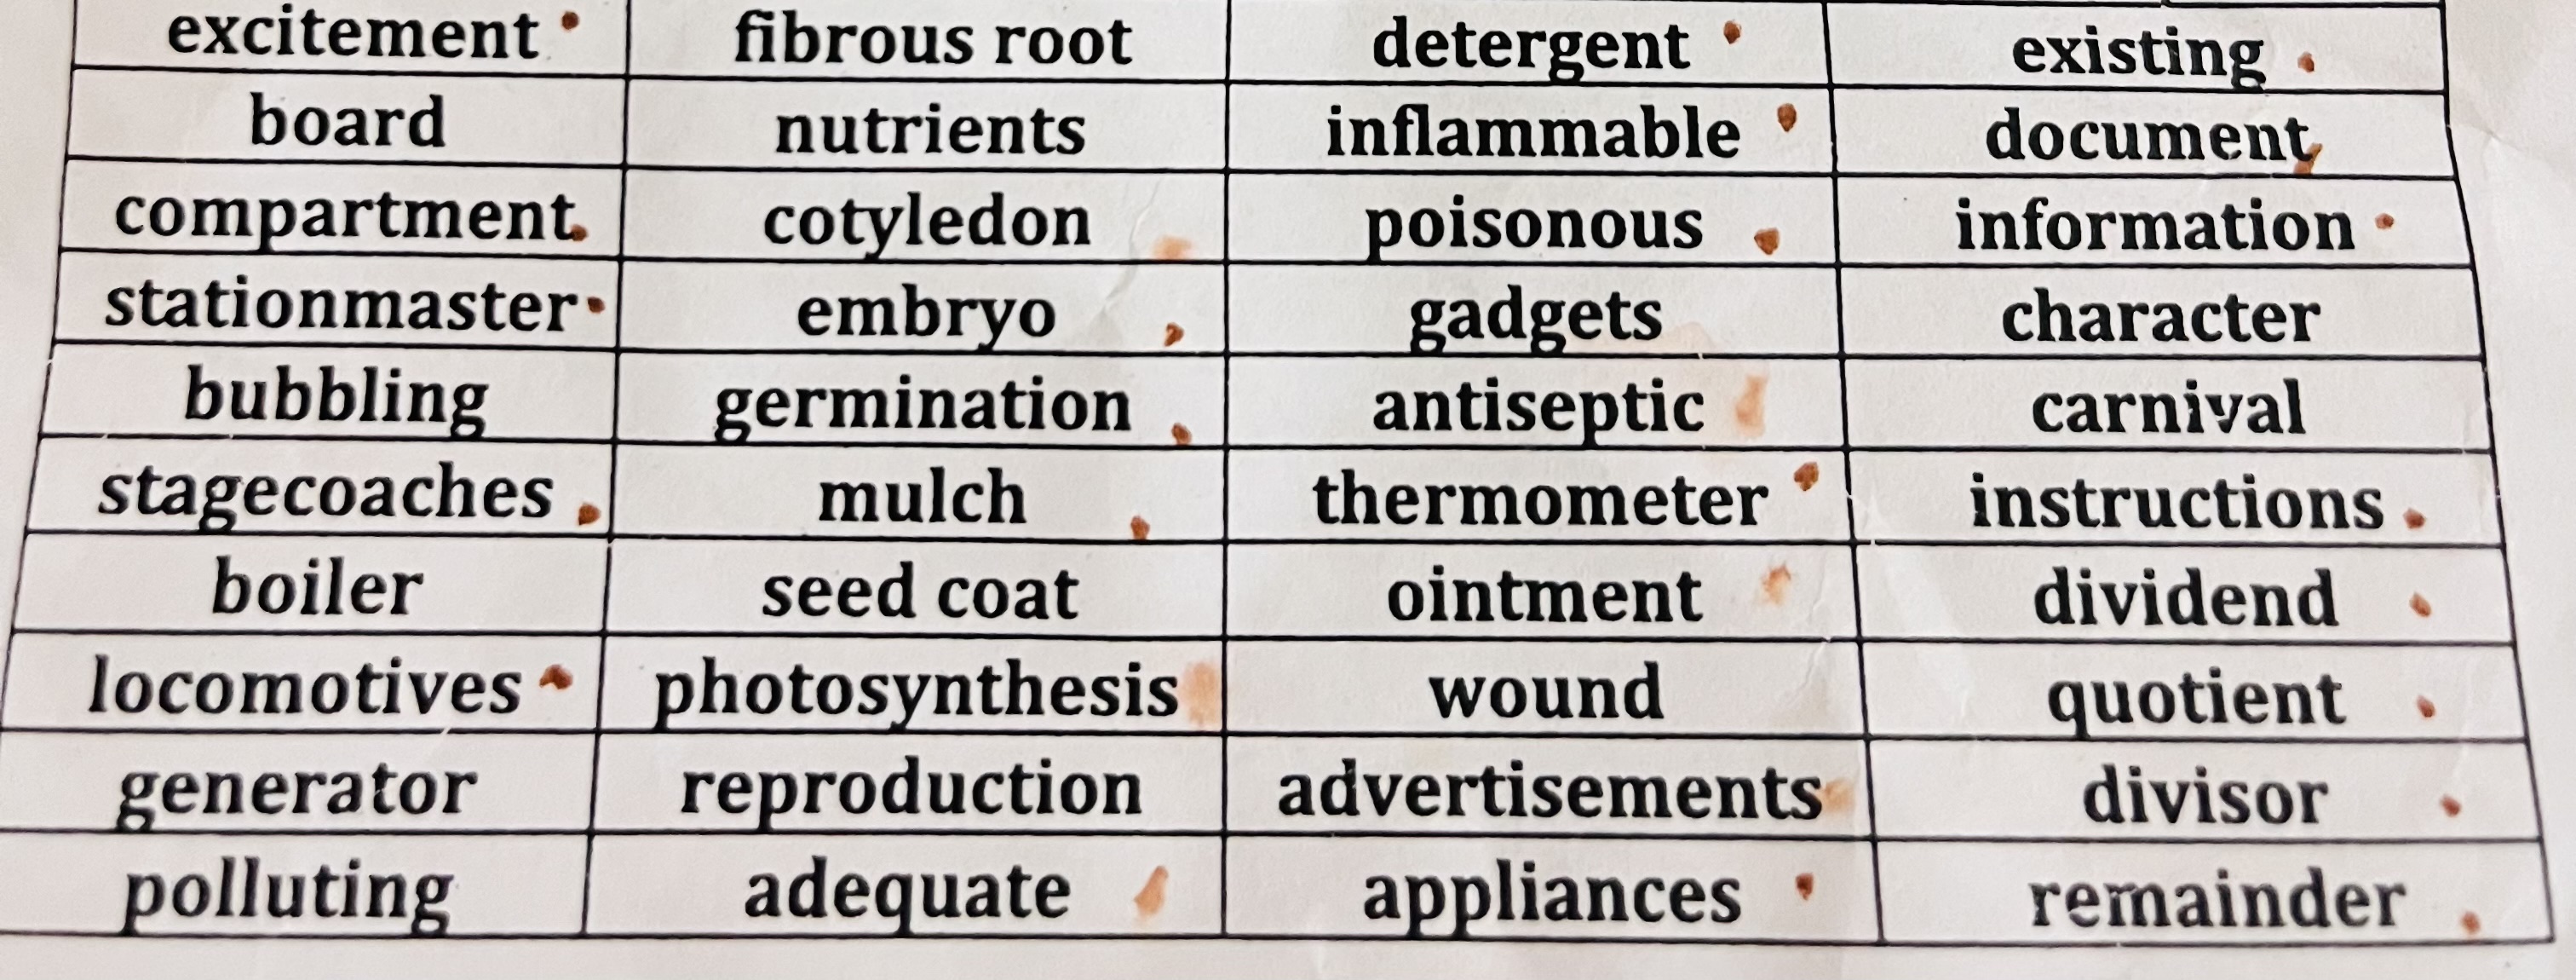 excitement fibrous root detergent existing
board nutrients inflammable document
compartment cotyledon poisonous information
stationmaster embryo gadgets character
bubbling germination antiseptic carnival
stagecoaches mulch thermometer instructions
boiler seed coat ointment dividend
locomotives photosynthesis wound quotient
generator reproduction advertisements divisor
polluting adequate appliances remainder